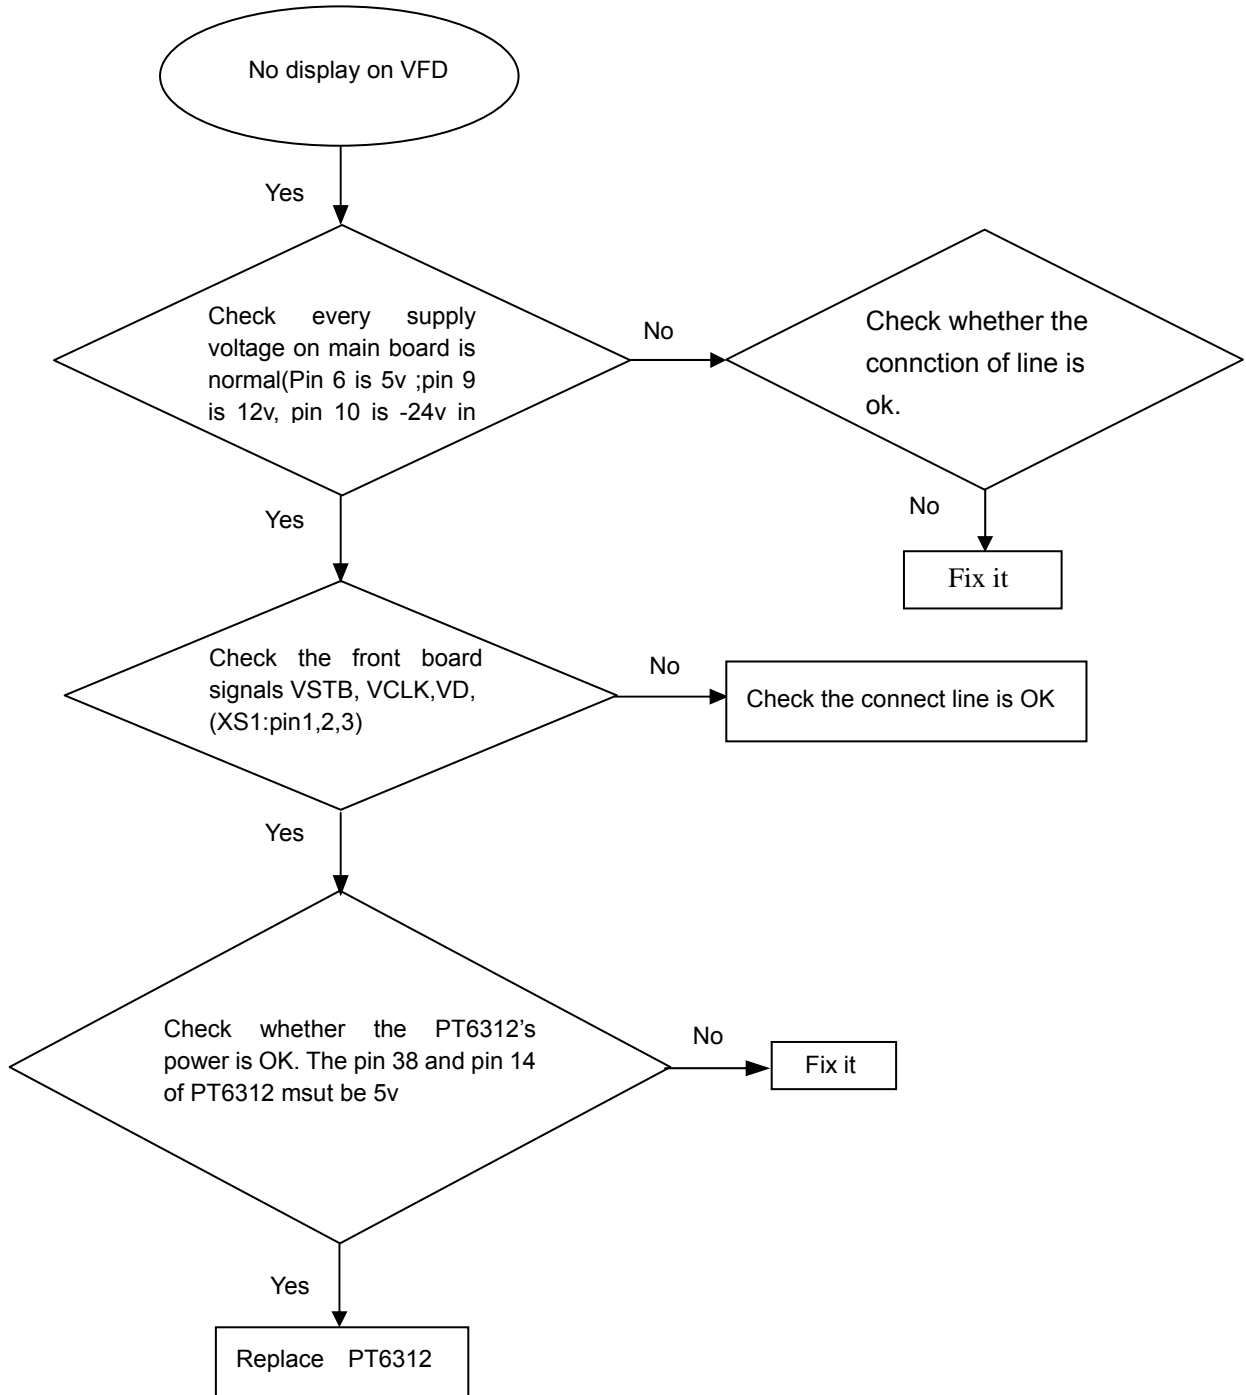 No display on VFD
Yes
Check every supply
voltage on main board is
normal(Pin 6 is 5v ;pin 9
is 12v, pin 10 is -24v in
No
Check whether the
connction of line is
ok.
No
Fix it
Yes
Check the front board
signals VSTB, VCLK,VD,
(XS1:pin1,2,3)
No
Check the connect line is OK
Yes
Check whether the PT6312’s
power is OK. The pin 38 and pin 14
of PT6312 msut be 5v
No
Fix it
Yes
Replace PT6312